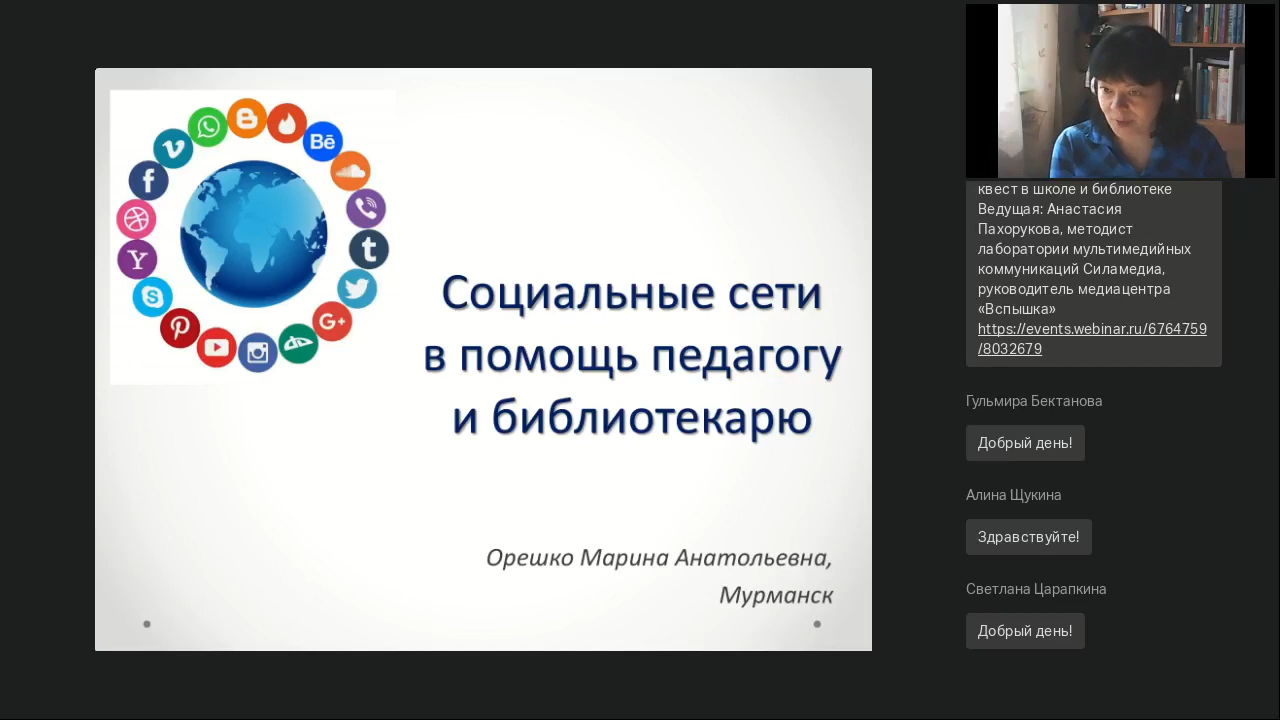 Социальные сети
в помощь педагогу
и библиотекарю
Орешко Марина Анатольевна,
Мурманск
квест в школе и библиотеке
Ведущая: Анастасия
Пахорукова, методист
лаборатории мультимедийных
коммуникаций Силамедиа,
руководитель медиацентра
«Вспышка»
https://events.webinar.ru/6764759
/8032679
Гульмира Бектанова
Добрый день!
Алина Щукина
Здравствуйте!
Светлана Царапкина
Добрый день!